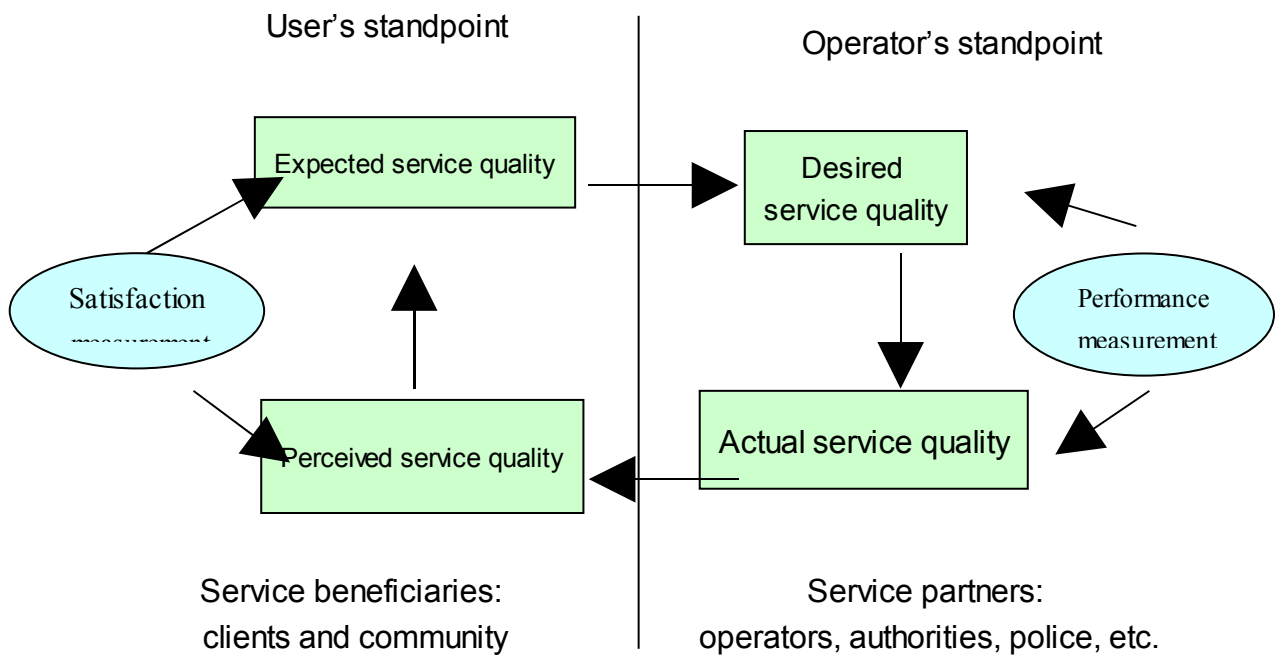 User’s standpoint
Operator’s standpoint
Expected service quality
Desired
service quality
Satisfaction
measurement
Performance
measurement
Perceived service quality
Actual service quality
Service beneficiaries:
clients and community
Service partners:
operators, authorities, police, etc.